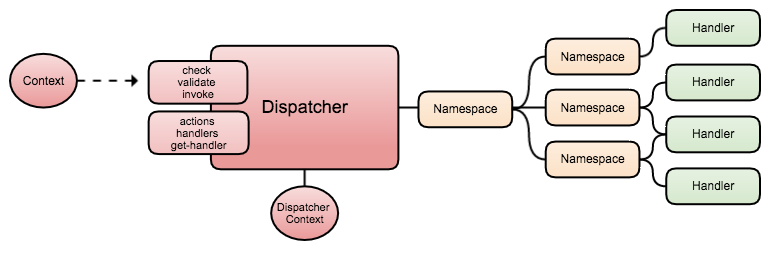 Context
check
validate
invoke
actions
handlers
get-handler
Dispatcher
Dispatcher
Context
Namespace
Namespace
Namespace
Namespace
Handler
Handler
Handler
Handler